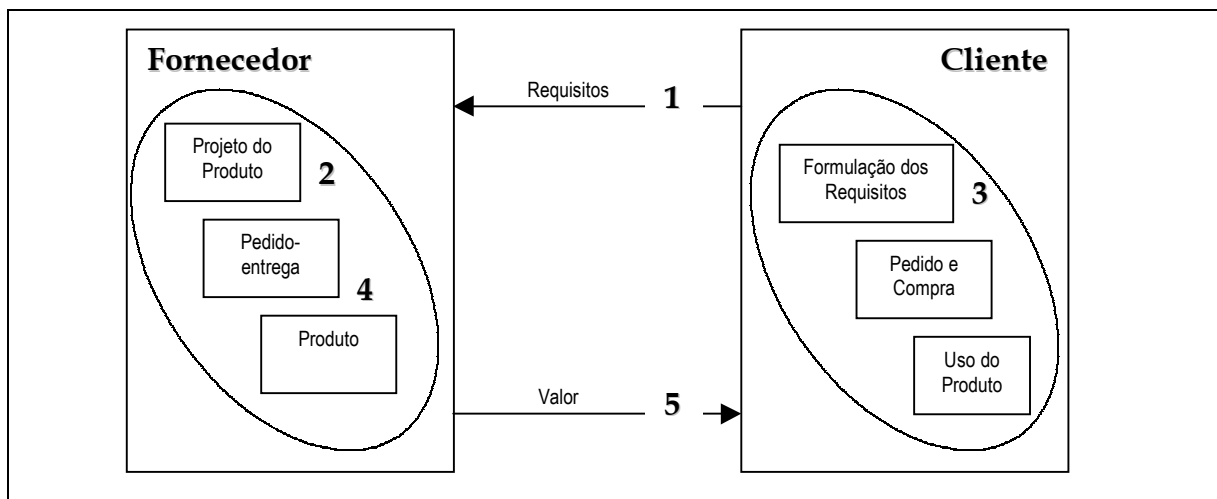 Fornecedor
Cliente
Requisitos 1
Projeto do
Produto
2
Formulação dos
Requisitos
3
Pedido-
entrega
4
Pedido e
Compra
Produto
Uso do
Produto
Valor 5